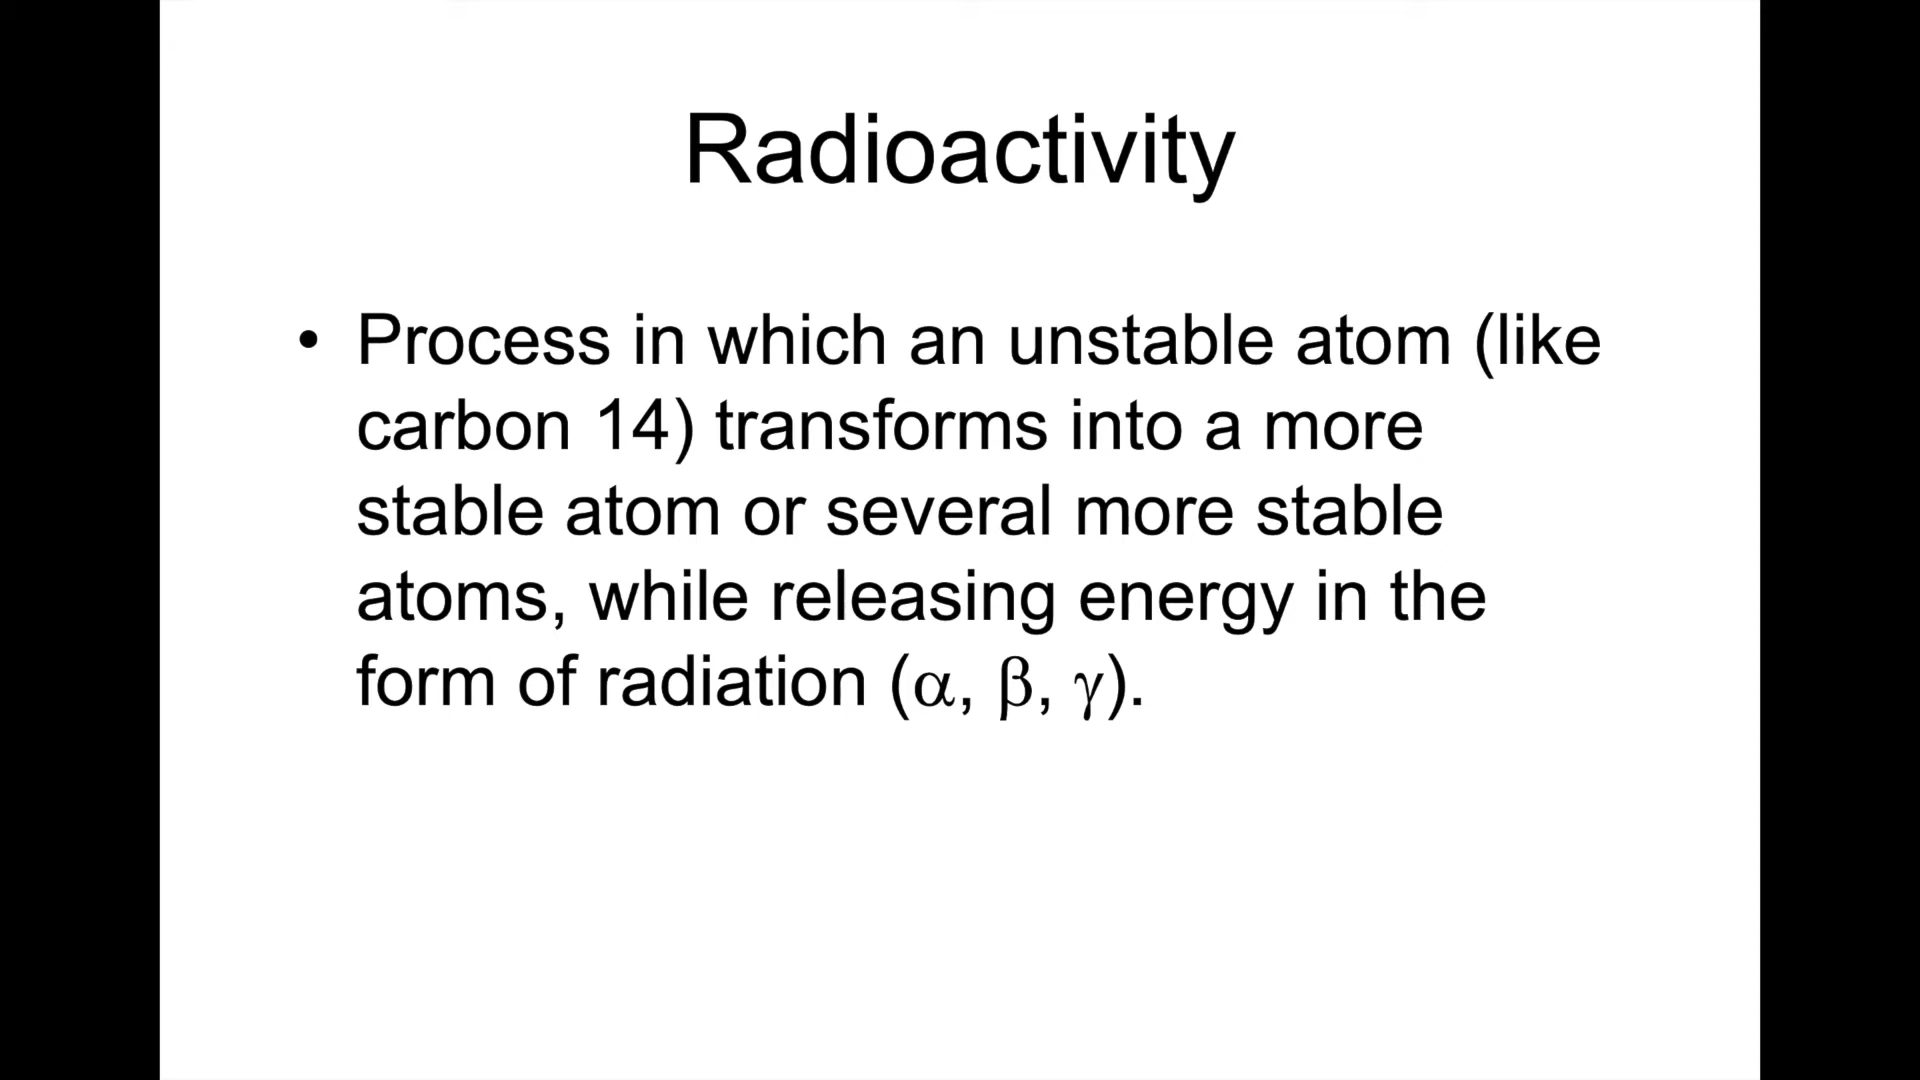 Radioactivity
• Process in which an unstable atom (like
carbon 14) transforms into a more
stable atom or several more stable
atoms, while releasing energy in the
form of radiation (α, β, γ).